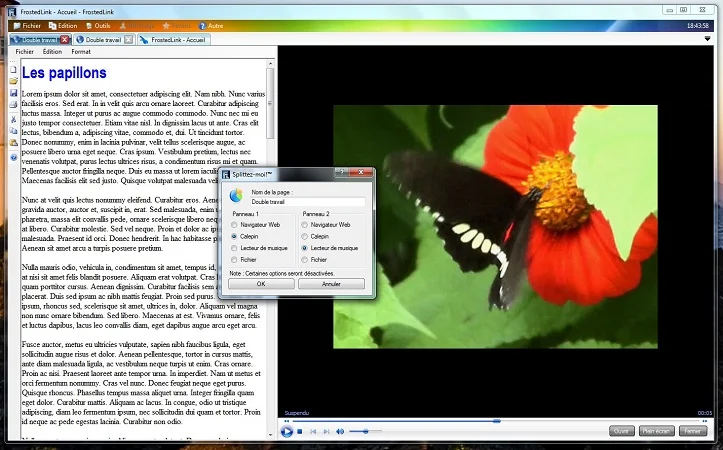 FrostedLink - Accueil - FrostedLink
Fichier Edition Outils Autre 18:43:58
Double travail Double travail FrostedLink - Accueil
Fichier Édition Format
Les papillons
Lorem ipsum dolor sit amet, consectetuer adipiscing elit. Nam nibh. Nunc varius
facilisis eros. Sed erat. In in velit quis arcu ornare laoreet. Curabitur adipiscing
luctus massa. Integer ut purus ac augue commodo commodo. Nunc nec mi eu
justo tempor consectetuer. Etiam vitae nisl. In dignissim lacus ut ante. Cras elit
lectus, bibendum a, adipiscing vitae, commodo et, dui. Ut tincidunt tortor.
Donec nonummy, enim in lacinia pulvinar, velit tellus scelerisque augue, ac
posuere libero urna eget neque. Cras ipsum. Vestibulum pretium, lectus nec
venenatis volutpat, purus lectus ultrices risus, a condimentum risus mi et quam.
Pellentesque auctor fringilla neque. Duis eu massa ut lorem iaculis
Maecenas facilisis elit sed justo. Quisque volutpat malesuada
Nunc at velit quis lectus nonummy eleifend. Curabitur eros. Aenean
gravida auctor, auctor et, suscipit in, erat. Sed malesuada, enim
pharetra, massa elit convallis pede, ornare scelerisque libero neque
at libero. Curabitur molestie. Sed vel neque. Proin et dolor ac
malesuada. Praesent id orci. Donec hendrerit. In hac habitasse
Aenean sit amet arcu a turpis posuere pretium.
Nulla mauris odio, vehicula in, condimentum sit amet, tempus id,
at nisi sit amet felis blandit posuere. Aliquam erat volutpat.
quam porttitor cursus. Aenean dignissim. Curabitur facilisis sem
placerat. Duis sed ipsum ac nibh mattis feugiat. Proin sed purus.
ipsum, rhoncus sed, scelerisque sit amet, ultrices in, dolor. Aliquam vel magna
non nunc ornare bibendum. Sed libero. Maecenas at est. Vivamus ornare, felis
et luctus dapibus, lacus leo convallis diam, eget dapibus augue arcu eget arcu.
Fusce auctor, metus eu ultricies vulputate, sapien nibh faucibus ligula, eget
sollicitudin augue risus et dolor. Aenean pellentesque, tortor in cursus mattis,
ante diam malesuada ligula, ac vestibulum neque turpis ut enim. Cras ornare.
Proin ac nisi. Praesent laoreet ante tempor urna. In imperdiet. Nam ut metus et
orci fermentum nonummy. Cras vel nunc. Donec feugiat neque eget purus.
Quisque rhoncus. Phasellus tempus massa aliquet urna. Integer fringilla quam
eget dolor. Curabitur mattis. Aliquam ac lacus. In congue, odio ut tristique
adipiscing, diam leo fermentum ipsum, nec sollicitudin dui quam et tortor. Proin
id neque ac pede egestas lacinia. Curabitur non odio.
Splittez-moi!™
Nom de la page :
Double travail
Panneau 1 Panneau 2
Navigateur Web Navigateur Web
Calepin Calepin
Lecteur de musique Lecteur de musique
Fichier Fichier
Note : Certaines options seront désactivées.
OK Annuler
Suspendu 00:05
Ouvrir Plein écran Fermer